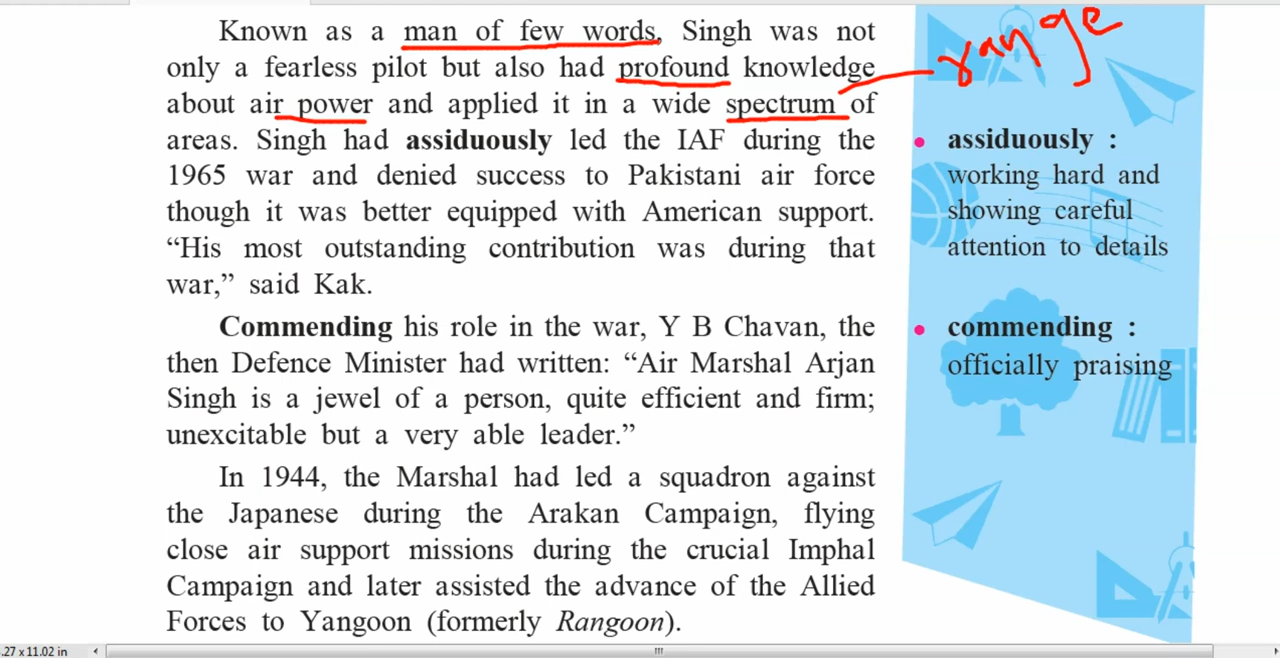 Known as a man of few words, Singh was not
only a fearless pilot but also had profound knowledge
about air power and applied it in a wide spectrum of
areas. Singh had assiduously led the IAF during the
1965 war and denied success to Pakistani air force
though it was better equipped with American support.
“His most outstanding contribution was during that
war,” said Kak.
Commending his role in the war, Y B Chavan, the
then Defence Minister had written: “Air Marshal Arjan
Singh is a jewel of a person, quite efficient and firm;
unexcitable but a very able leader.”
In 1944, the Marshal had led a squadron against
the Japanese during the Arakan Campaign, flying
close air support missions during the crucial Imphal
Campaign and later assisted the advance of the Allied
Forces to Yangoon (formerly Rangoon).
range
• assiduously :
working hard and
showing careful
attention to details
• commending :
officially praising
.27 x 11.02 in